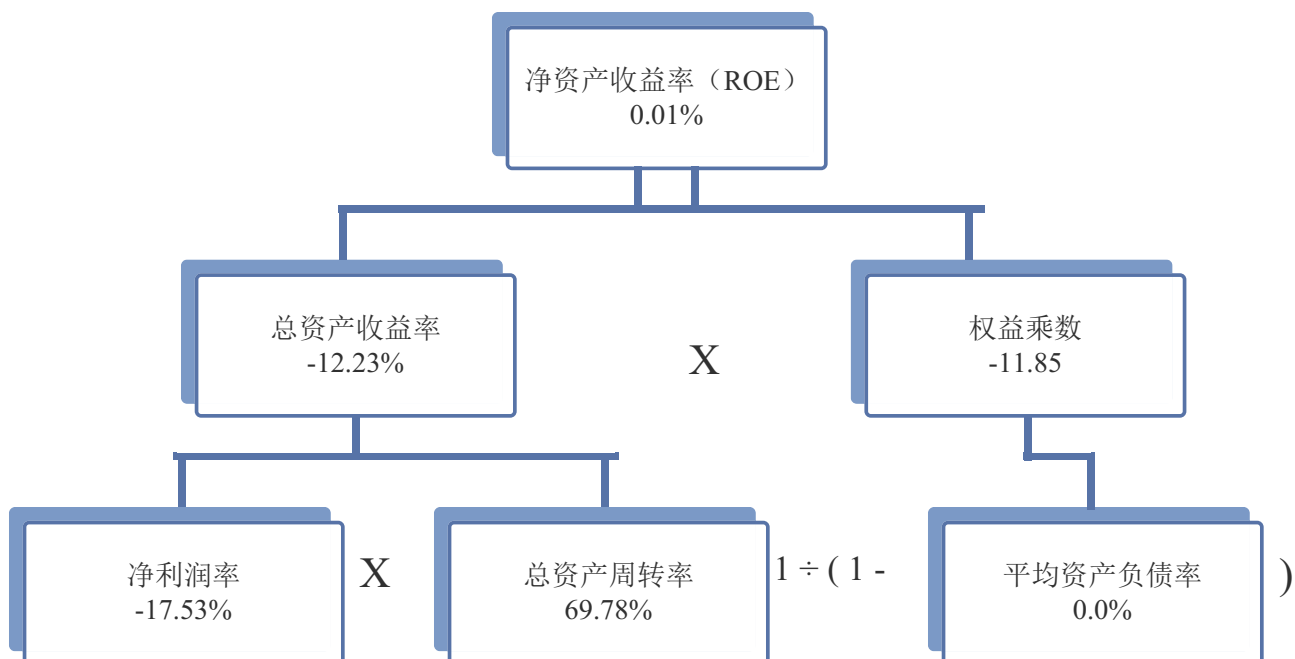 净资产收益率（ROE）
0.01%
总资产收益率
-12.23%
X
权益乘数
-11.85
净利润率
-17.53%
X
总资产周转率
69.78%
1 ÷ ( 1 -
平均资产负债率
0.0%
)